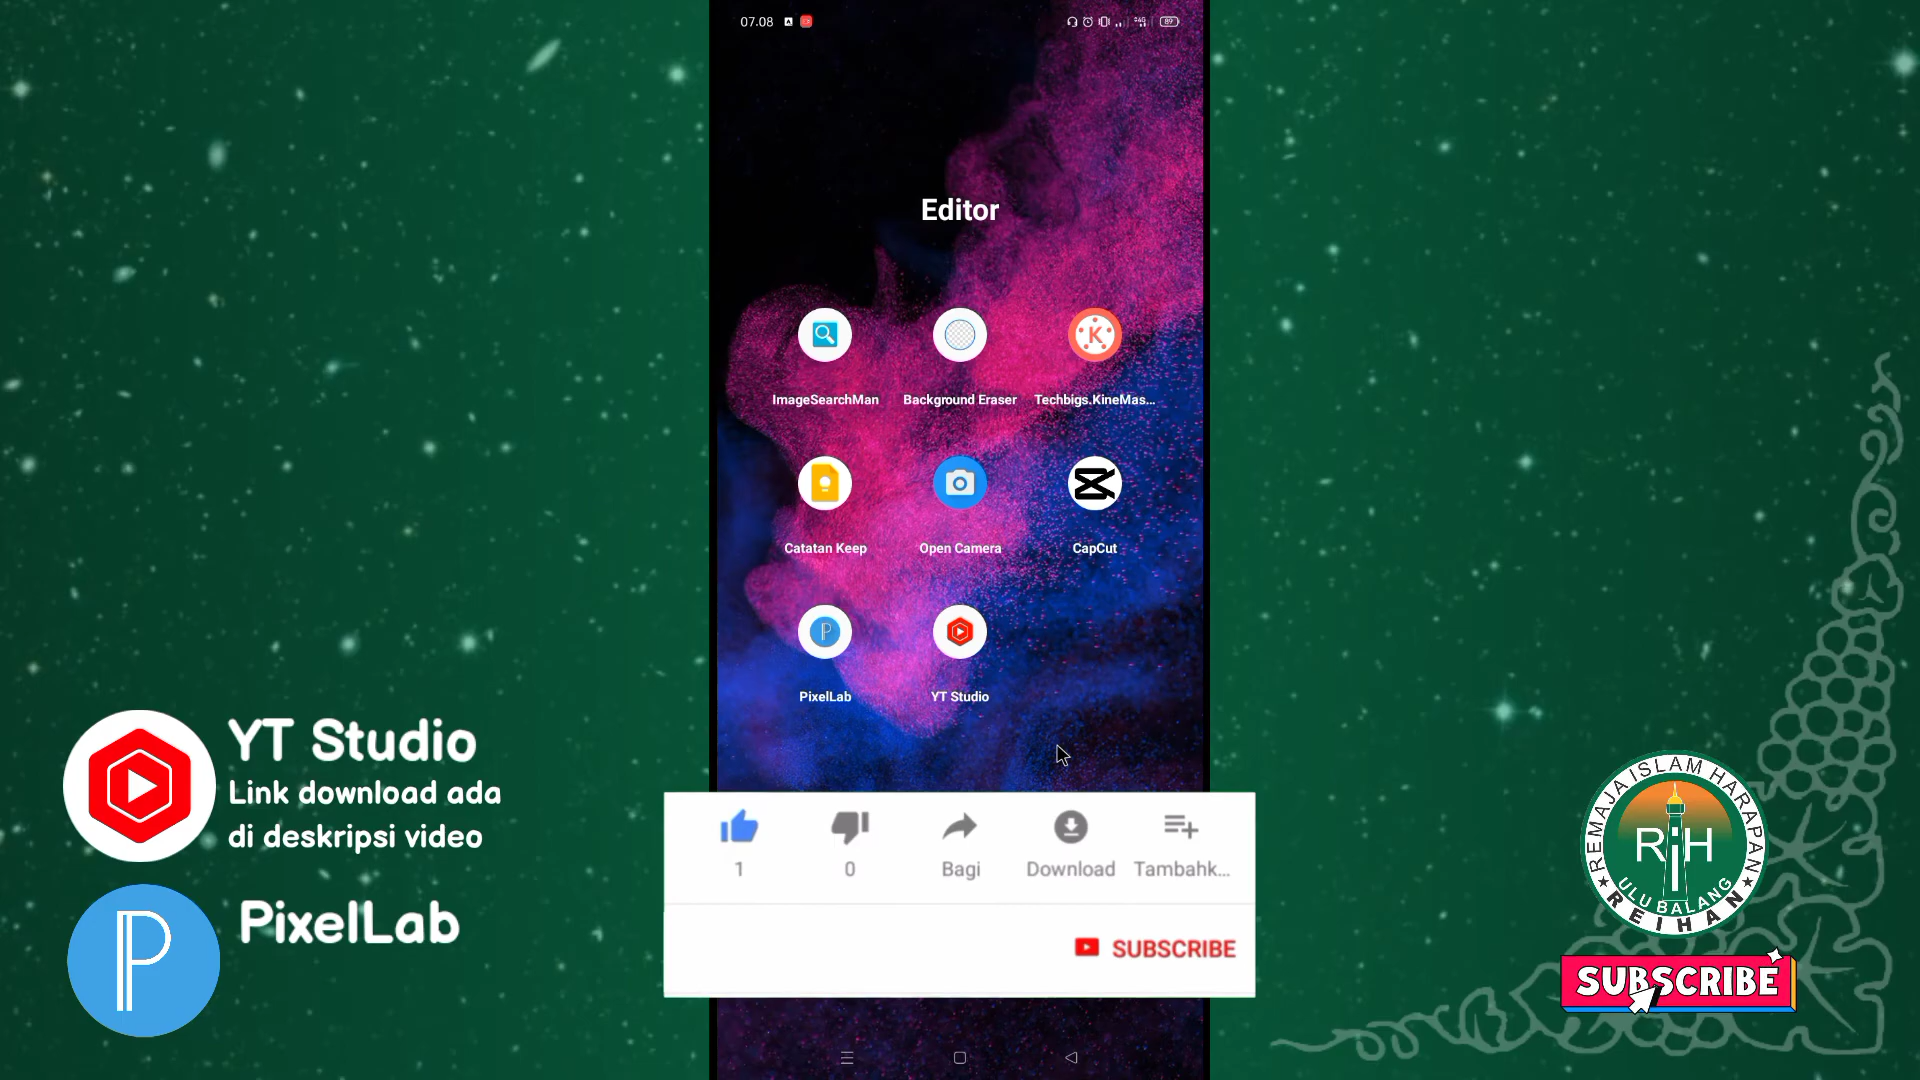 07.08
89
Editor
ImageSearchMan
Background Eraser
Techbigs.KineMas...
Catatan Keep
Open Camera
CapCut
PixelLab
YT Studio
YT Studio
Link download ada
di deskripsi video
PixelLab
1
0
Bagi
Download
Tambahk...
SUBSCRIBE
REMAJA ISLAM HARAPAN
RiH
ULU BALANG
REIHAN
SUBSCRIBE